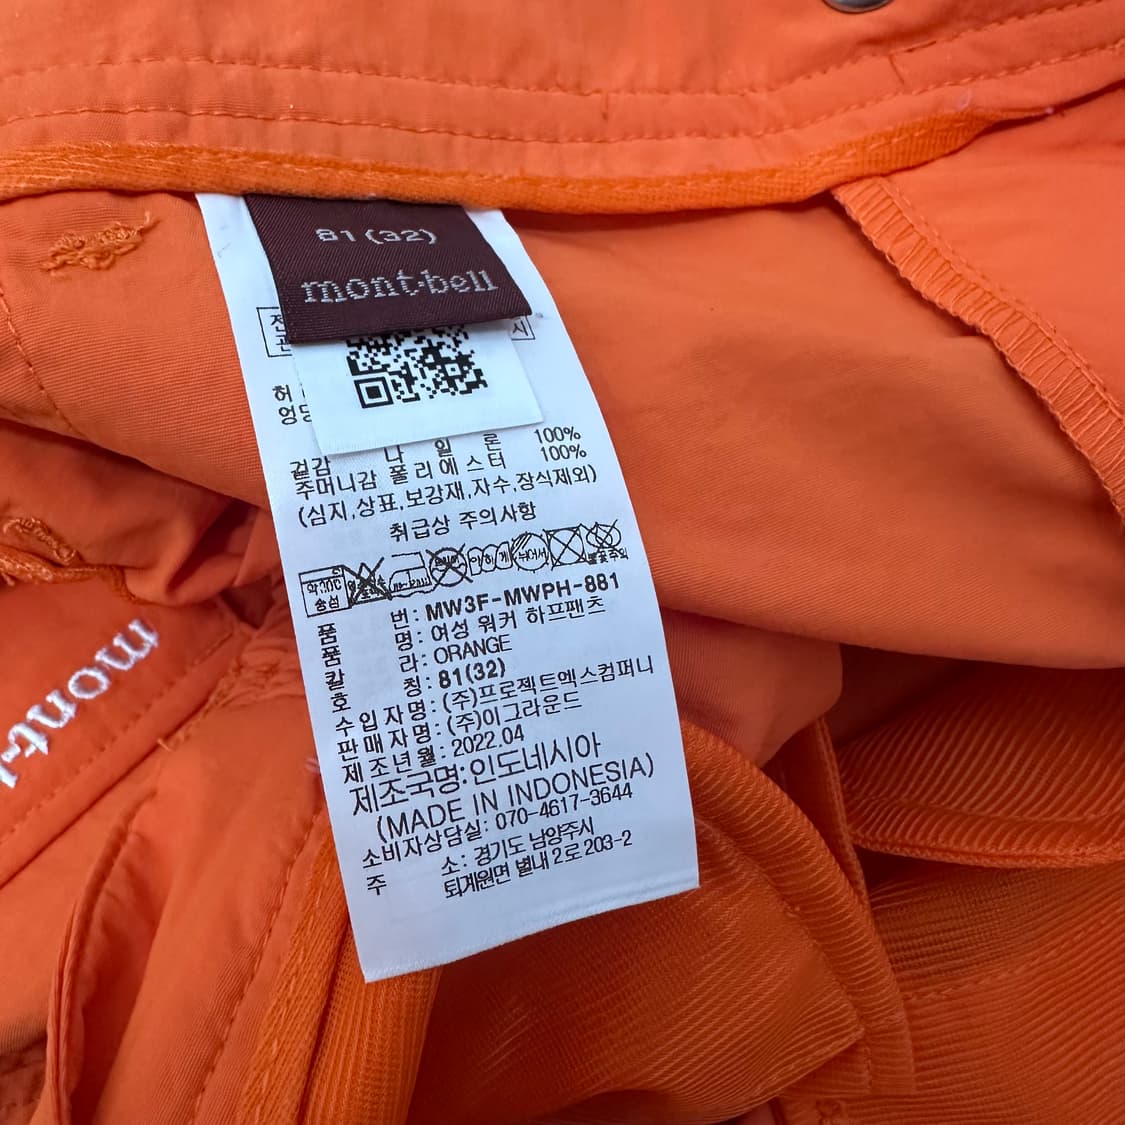 81(32)
mont-bell
전
관
시
허
엉덩
겉감 나 일 론 100%
주머니감 폴 리 에 스 터 100%
(심지,상표,보강재,자수,장식제외)
취급상 주의사항
품 번: MW3F-MWPH-881
품 명: 여성 워커 하프팬츠
칼 라: ORANGE
호 칭: 81(32)
수 입 자 명: (주)프로젝트엑스컴퍼니
판 매 자 명: (주)이그라운드
제 조 년 월: 2022.04
제조국명:인도네시아
(MADE IN INDONESIA)
소비자상담실: 070-4617-3644
주 소: 경기도 남양주시
퇴계원면 별내2로 203-2
mont-